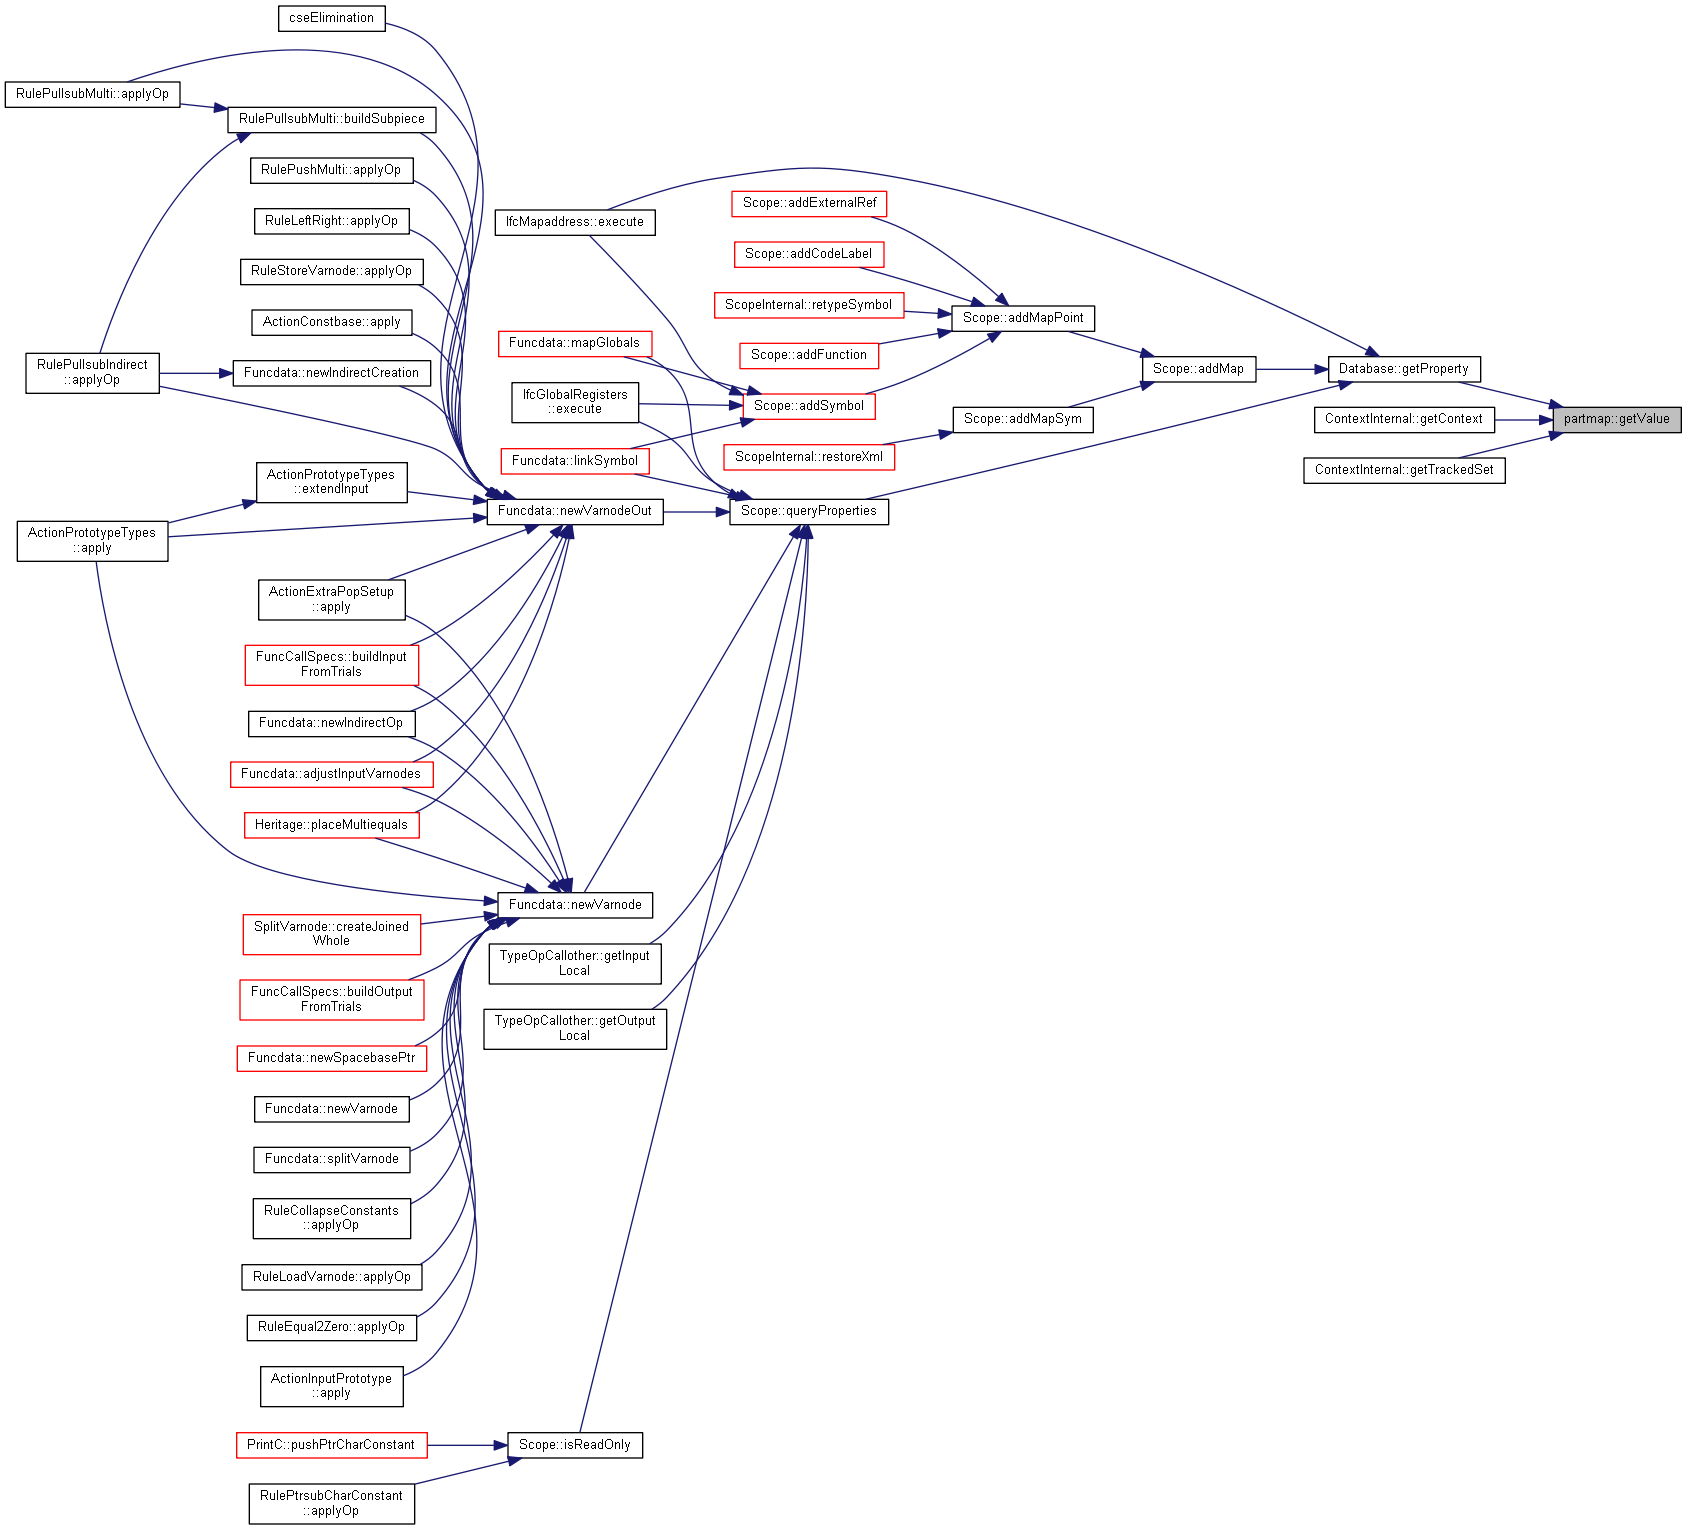 cseElimination
RulePullsubMulti::applyOp
RulePullsubMulti::buildSubpiece
RulePushMulti::applyOp
RuleLeftRight::applyOp
RuleStoreVarnode::applyOp
ActionConstbase::apply
RulePullsubIndirect
::applyOp
Funcdata::newIndirectCreation
ActionPrototypeTypes
::extendInput
ActionPrototypeTypes
::apply
ActionExtraPopSetup
::apply
FuncCallSpecs::buildInput
FromTrials
Funcdata::newIndirectOp
Funcdata::adjustInputVarnodes
Heritage::placeMultiequals
SplitVarnode::createJoined
Whole
FuncCallSpecs::buildOutput
FromTrials
Funcdata::newSpacebasePtr
Funcdata::newVarnode
Funcdata::splitVarnode
RuleCollapseConstants
::applyOp
RuleLoadVarnode::applyOp
RuleEqual2Zero::applyOp
ActionInputPrototype
::apply
PrintC::pushPtrCharConstant
RulePtrsubCharConstant
::applyOp
IfcMapaddress::execute
Funcdata::mapGlobals
IfcGlobalRegisters
::execute
Funcdata::linkSymbol
Funcdata::newVarnodeOut
Funcdata::newVarnode
TypeOpCallother::getInput
Local
TypeOpCallother::getOutput
Local
Scope::isReadOnly
Scope::addExternalRef
Scope::addCodeLabel
ScopeInternal::retypeSymbol
Scope::addFunction
Scope::addSymbol
ScopeInternal::restoreXml
Scope::queryProperties
Scope::addMapPoint
Scope::addMapSym
Scope::addMap
Database::getProperty
ContextInternal::getContext
ContextInternal::getTrackedSet
partmap::getValue